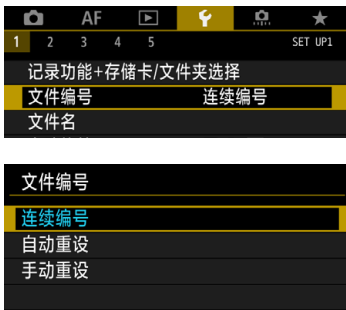 AF
1 2 3 4 5 SET UP1
记录功能+存储卡/文件夹选择
文件编号 连续编号
文件名
文件编号
连续编号
自动重设
手动重设